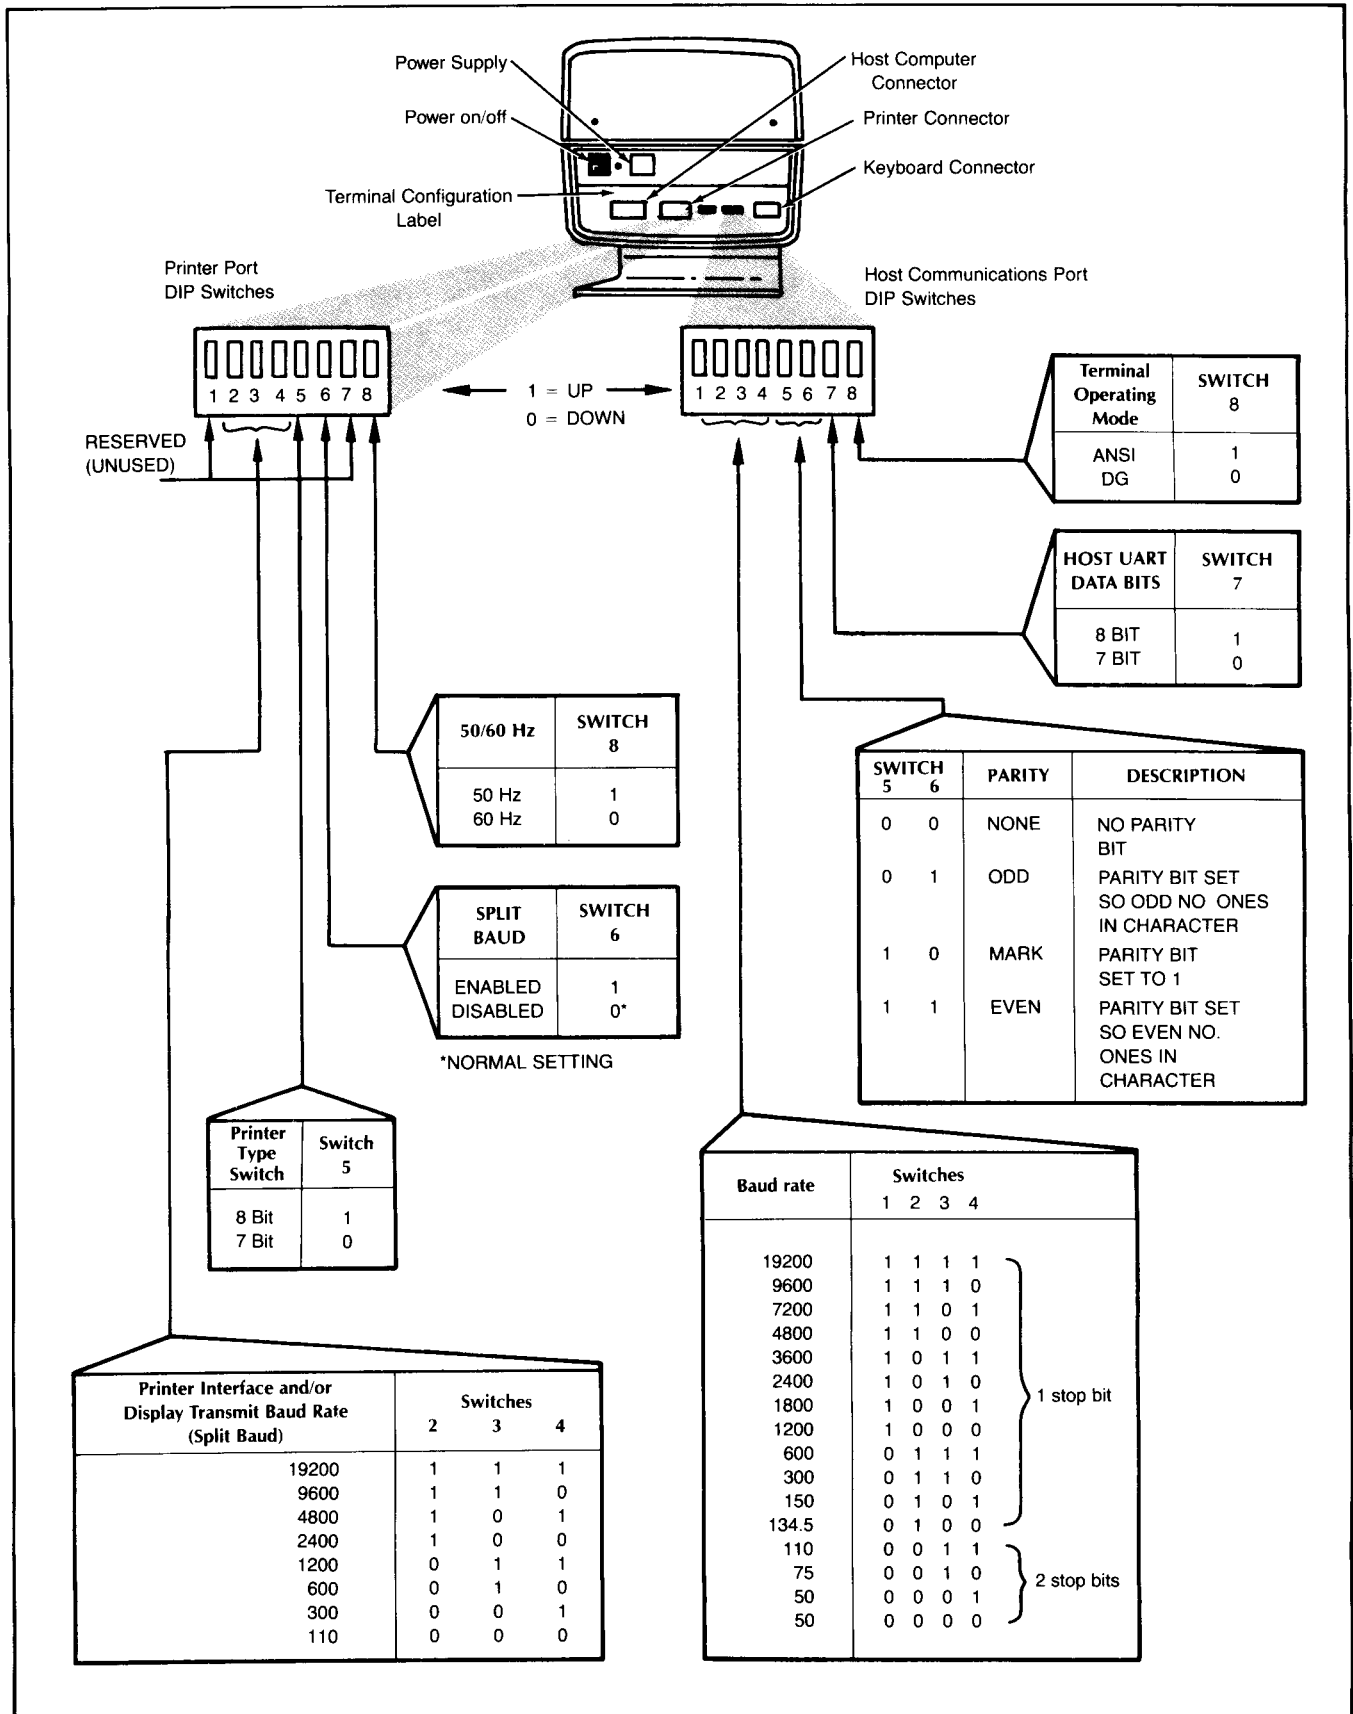 Power Supply
Host Computer
Connector
Power on/off
Printer Connector
Terminal Configuration
Label
Keyboard Connector
Printer Port
DIP Switches
Host Communications Port
DIP Switches
1 2 3 4 5 6 7 8
1 = UP
0 = DOWN
1 2 3 4 5 6 7 8
RESERVED
(UNUSED)
Terminal
Operating
Mode
SWITCH
8
ANSI 1
DG 0
HOST UART
DATA BITS
SWITCH
7
8 BIT 1
7 BIT 0
50/60 Hz
SWITCH
8
50 Hz 1
60 Hz 0
SPLIT
BAUD
SWITCH
6
ENABLED 1
DISABLED 0*
*NORMAL SETTING
SWITCH
5 6
PARITY
DESCRIPTION
0 0 NONE NO PARITY
BIT
0 1 ODD PARITY BIT SET
SO ODD NO ONES
IN CHARACTER
1 0 MARK PARITY BIT
SET TO 1
1 1 EVEN PARITY BIT SET
SO EVEN NO.
ONES IN
CHARACTER
Printer
Type
Switch
Switch
5
8 Bit 1
7 Bit 0
Baud rate
Switches
1 2 3 4
19200 1 1 1 1
9600 1 1 1 0
7200 1 1 0 1
4800 1 1 0 0
3600 1 0 1 1
2400 1 0 1 0
1800 1 0 0 1
1200 1 0 0 0
600 0 1 1 1
300 0 1 1 0
150 0 1 0 1
134.5 0 1 0 0
1 stop bit
110 0 0 1 1
75 0 0 1 0
50 0 0 0 1
50 0 0 0 0
2 stop bits
Printer Interface and/or
Display Transmit Baud Rate
(Split Baud)
Switches
2 3 4
19200 1 1 1
9600 1 1 0
4800 1 0 1
2400 1 0 0
1200 0 1 1
600 0 1 0
300 0 0 1
110 0 0 0